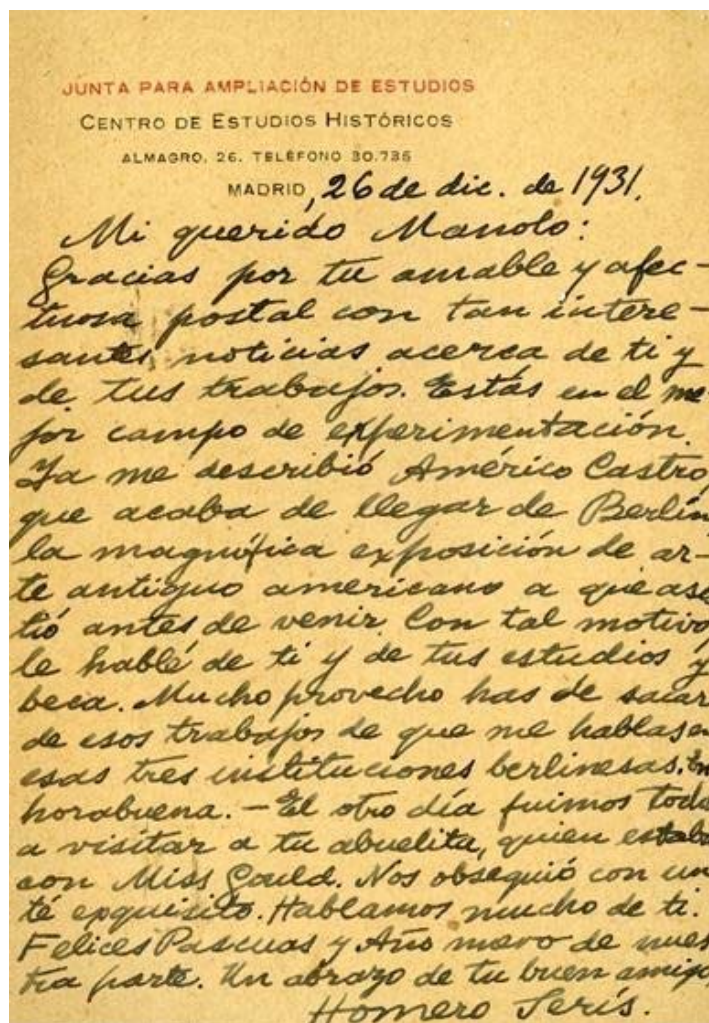 JUNTA PARA AMPLIACIÓN DE ESTUDIOS
CENTRO DE ESTUDIOS HISTÓRICOS
ALMAGRO, 26. TELÉFONO 30.736
MADRID, 26 de dic. de 1931.
Mi querido Manolo:
Gracias por tu amable y afec-
tuosa postal con tan intere-
santes noticias acerca de ti y
de tus trabajos. Estás en el me-
jor campo de experimentación.
Ya me describió Américo Castro,
que acaba de llegar de Berlín,
la magnífica exposición de ar-
te antiguo americano a que asis
tió antes de venir. Con tal motivo
le hablé de ti y de tus estudios y
beca. Mucho provecho has de sacar
de esos trabajos de que me hablas en
esas tres instituciones berlinesas. En
horabuena. — El otro día fuimos todo
a visitar a tu abuelita, quien estaba
con Miss Gould. Nos obsequió con un
té exquisito. Hablamos mucho de ti.
Felices Pascuas y Año nuevo de nues
tra parte. Un abrazo de tu buen amigo,
Homero Serís.